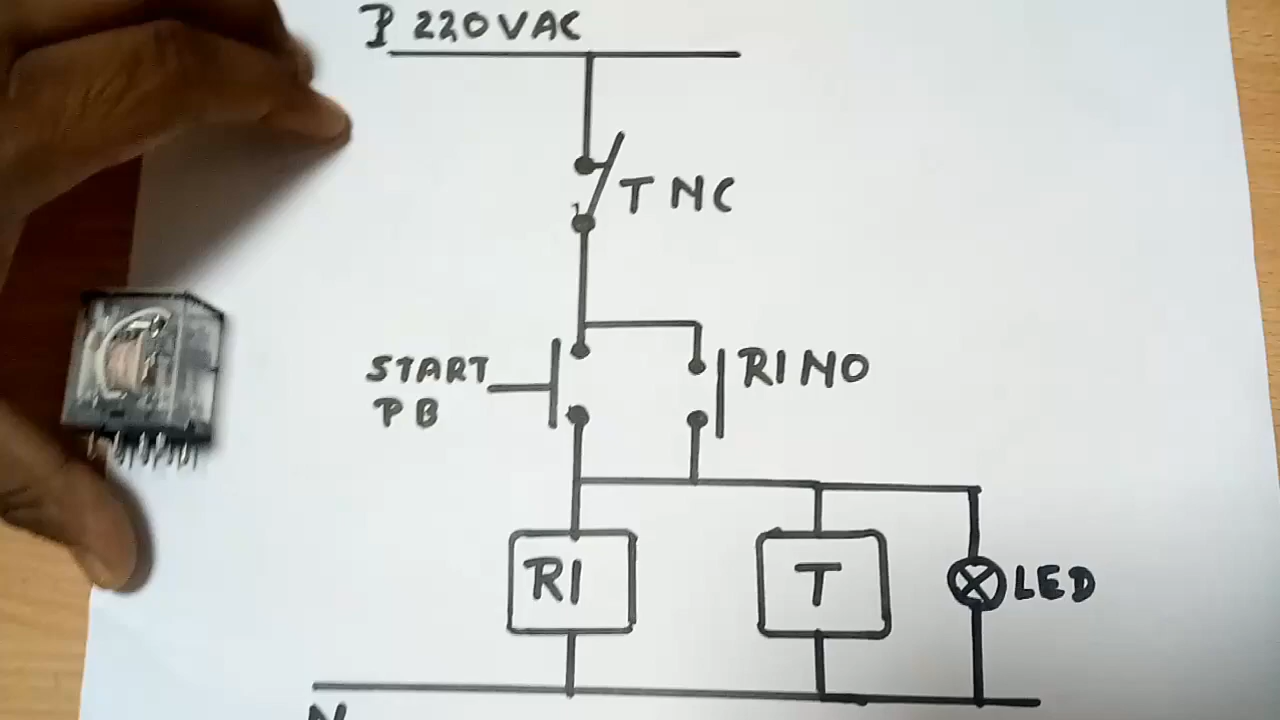 P 220VAC
T NC
START
PB
R1 NO
R1
T
LED
N